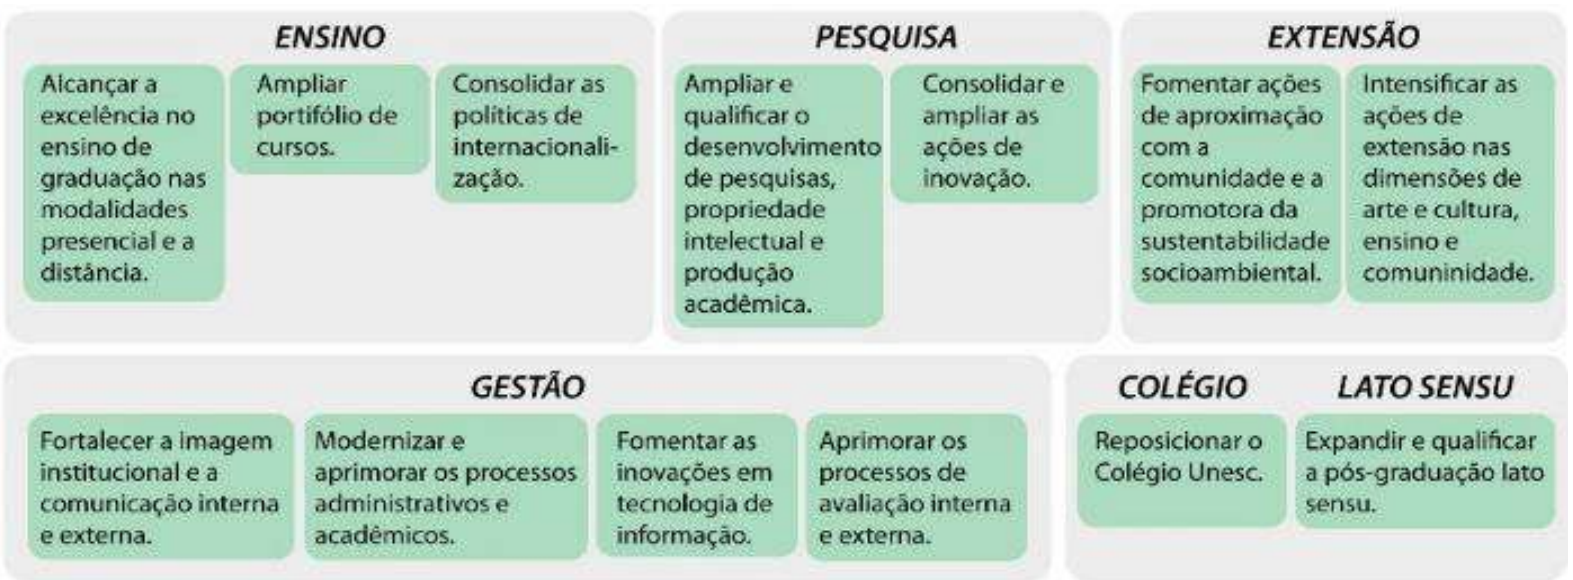 ENSINO
Alcançar a
excelência no
ensino de
graduação nas
modalidades
presencial e a
distância.
Ampliar
portifólio de
cursos.
Consolidar as
políticas de
internacionali-
zação.
PESQUISA
Ampliar e
qualificar o
desenvolvimento
de pesquisas,
propriedade
intelectual e
produção
acadêmica.
Consolidar e
ampliar as
ações de
inovação.
EXTENSÃO
Fomentar ações
de aproximação
com a
comunidade e a
promotora da
sustentabilidade
socioambiental.
Intensificar as
ações de
extensão nas
dimensões de
arte e cultura,
ensino e
comuninidade.
GESTÃO
Fortalecer a imagem
institucional e a
comunicação interna
e externa.
Modernizar e
aprimorar os processos
administrativos e
acadêmicos.
Fomentar as
inovações em
tecnologia de
informação.
Aprimorar os
processos de
avaliação interna
e externa.
COLÉGIO
Reposicionar o
Colégio Unesc.
LATO SENSU
Expandir e qualificar
a pós-graduação lato
sensu.